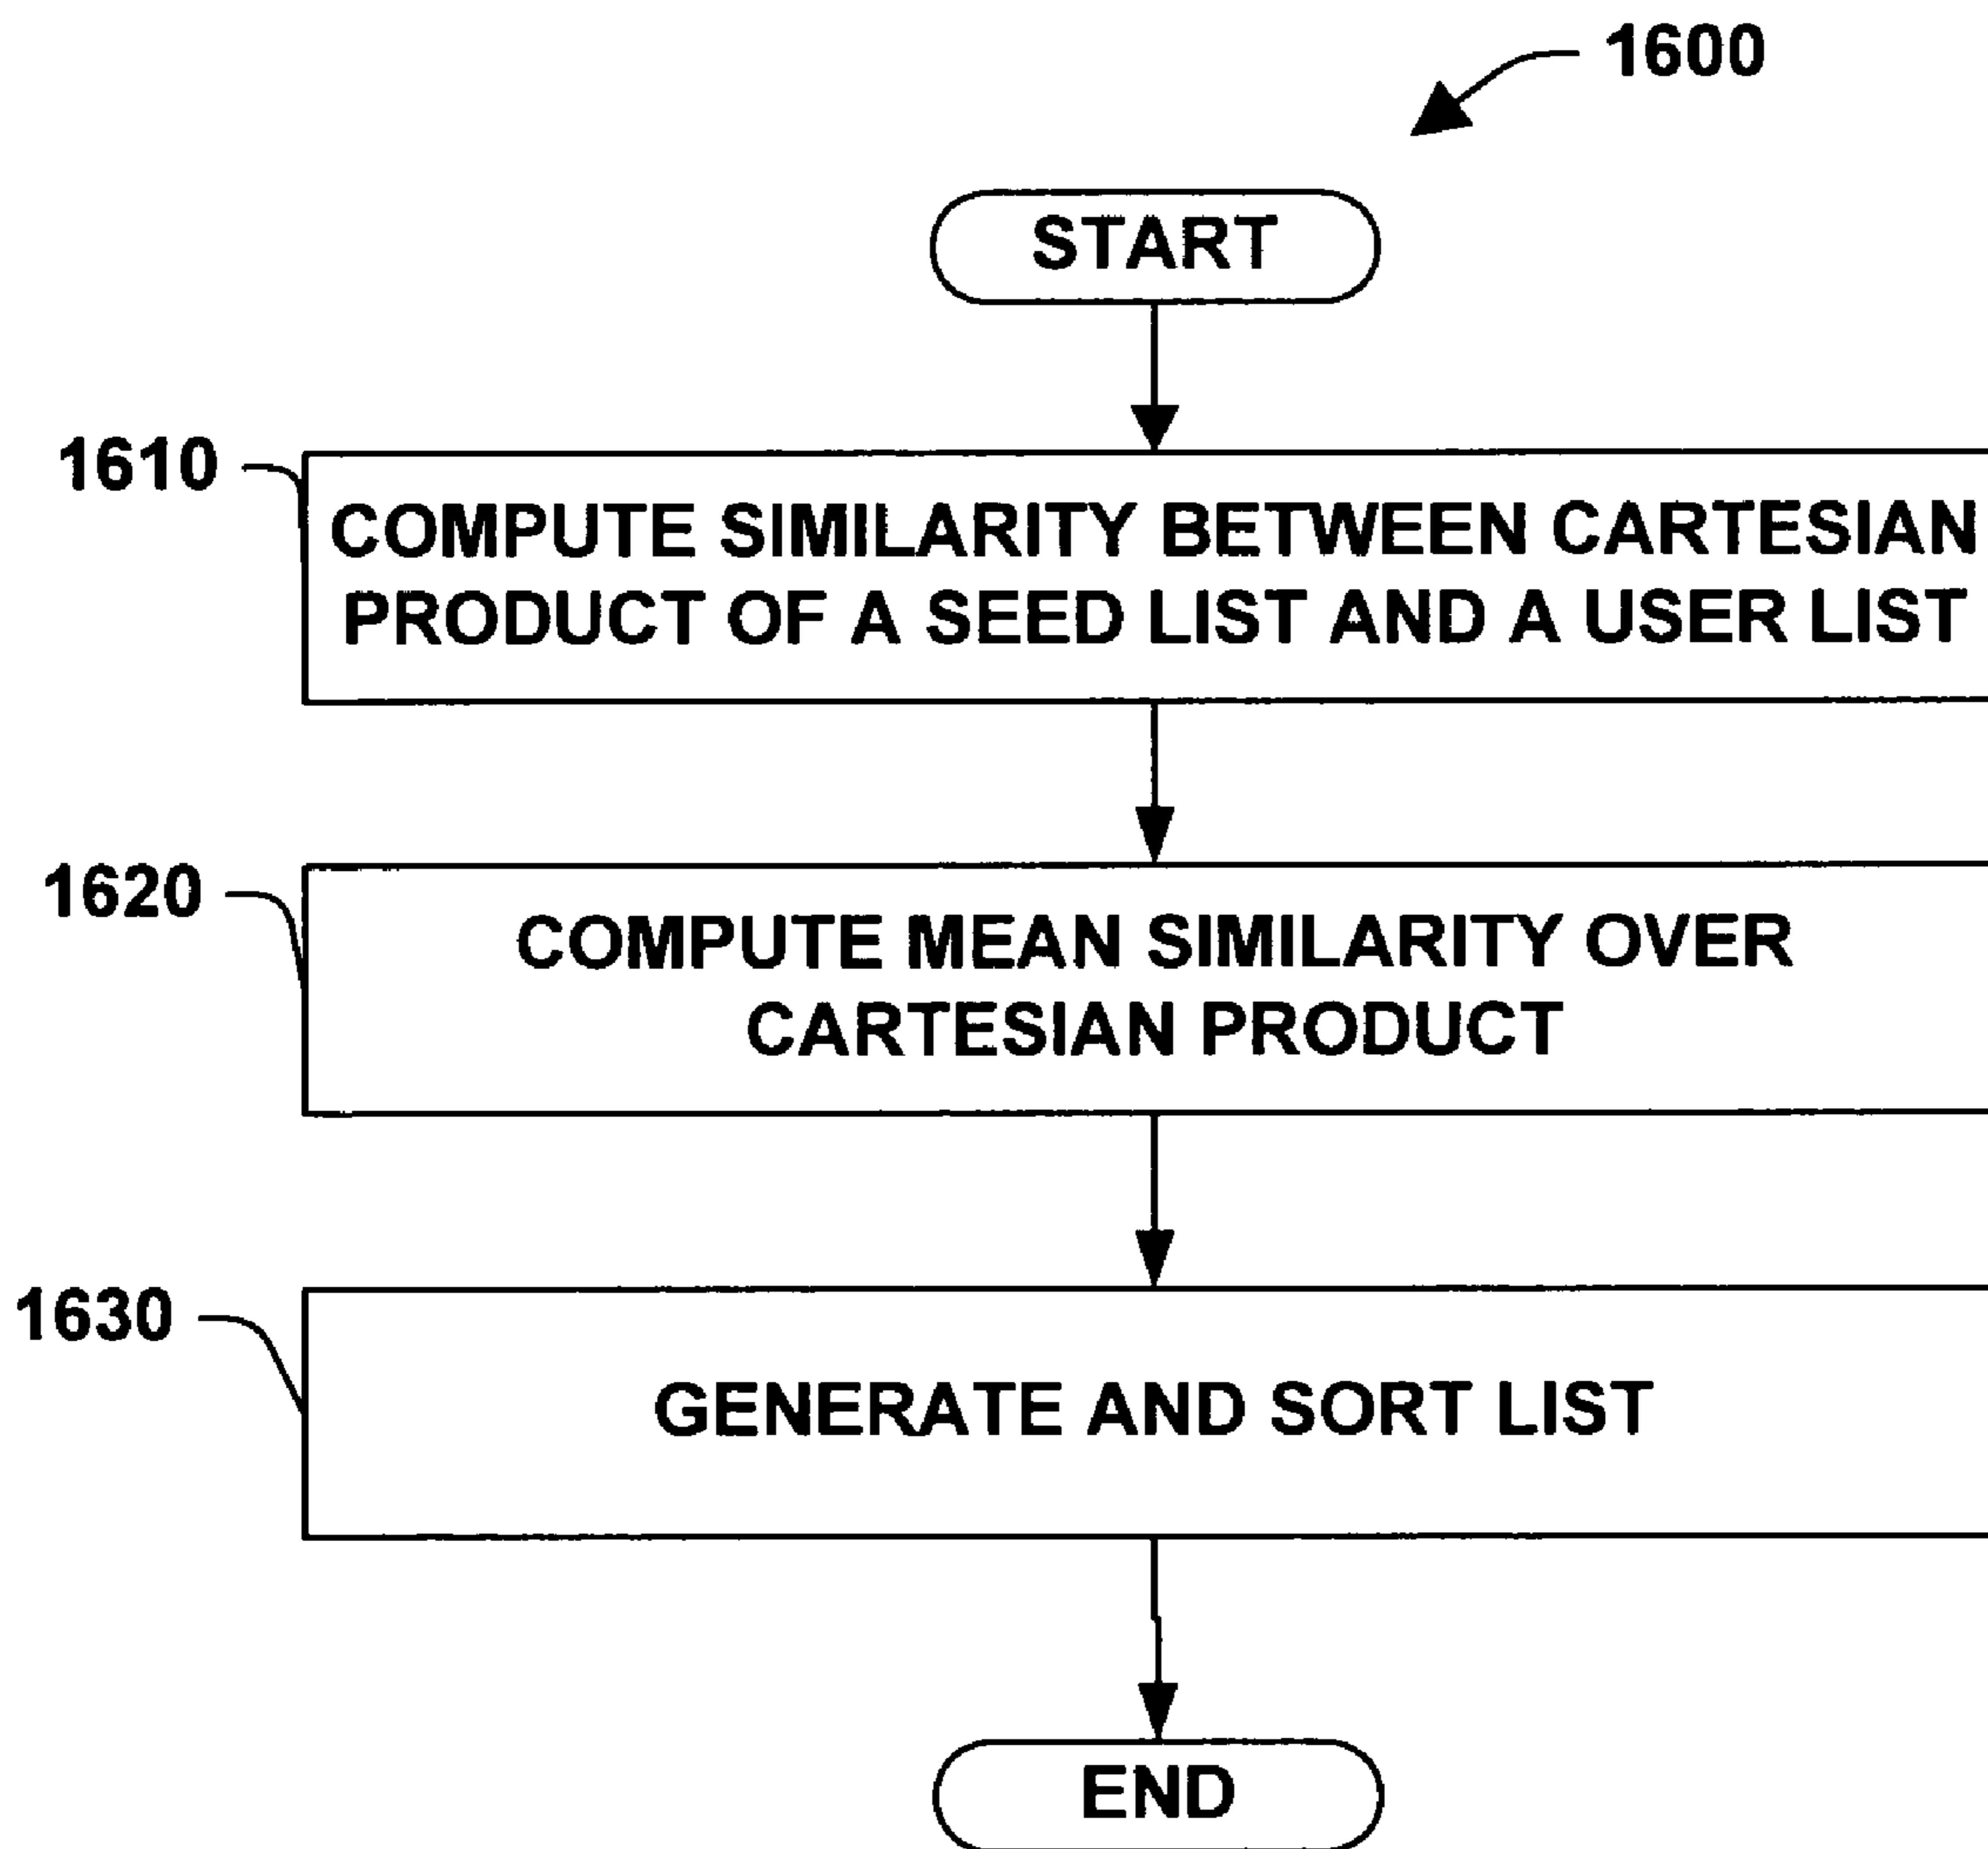 1600
START
1610
COMPUTE SIMILARITY BETWEEN CARTESIAN
PRODUCT OF A SEED LIST AND A USER LIST
1620
COMPUTE MEAN SIMILARITY OVER
CARTESIAN PRODUCT
1630
GENERATE AND SORT LIST
END